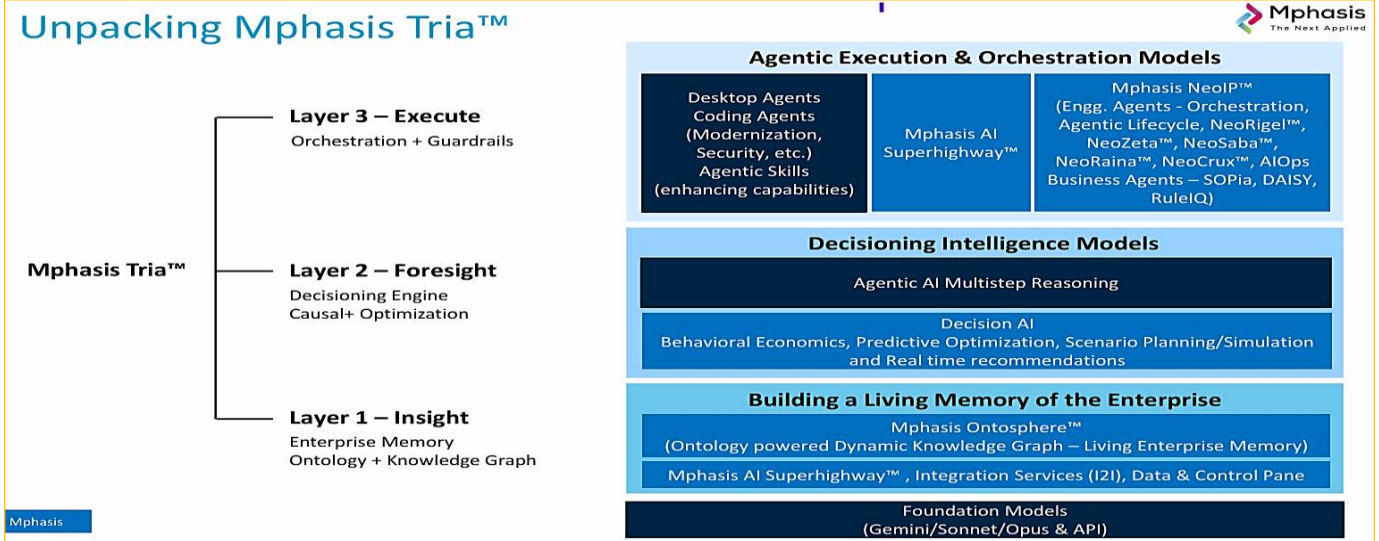 Unpacking Mphasis Tria™
Mphasis
The Next Applied
Mphasis Tria™
Layer 3 – Execute
Orchestration + Guardrails
Layer 2 – Foresight
Decisioning Engine
Causal+ Optimization
Layer 1 – Insight
Enterprise Memory
Ontology + Knowledge Graph
Agentic Execution & Orchestration Models
Desktop Agents
Coding Agents
(Modernization,
Security, etc.)
Agentic Skills
(enhancing capabilities)
Mphasis AI
Superhighway™
Mphasis NeoIP™
(Engg. Agents - Orchestration,
Agentic Lifecycle, NeoRigel™,
NeoZeta™, NeoSaba™,
NeoRaina™, NeoCrux™, AIOps
Business Agents – SOPia, DAISY,
RuleIQ)
Decisioning Intelligence Models
Agentic AI Multistep Reasoning
Decision AI
Behavioral Economics, Predictive Optimization, Scenario Planning/Simulation
and Real time recommendations
Building a Living Memory of the Enterprise
Mphasis Ontosphere™
(Ontology powered Dynamic Knowledge Graph – Living Enterprise Memory)
Mphasis AI Superhighway™ , Integration Services (I2I), Data & Control Pane
Foundation Models
(Gemini/Sonnet/Opus & API)
Mphasis